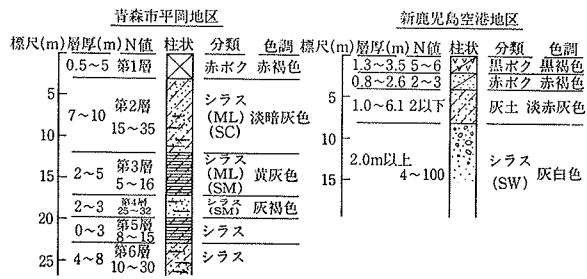 青森市平岡地区
標尺(m) 層厚(m) N値 柱状 分類 色調
0.5～5 第1層 赤ボク 赤褐色
5
7～10 第2層 15～35 シラス (ML) (SC) 淡暗灰色
10
2～5 第3層 5～16 シラス (ML) (SM) 黄灰色
15
2～3 第4層 25～32 シラス (SM) 灰褐色
20
0～3 第5層 8～15 シラス
4～8 第6層 10～30 シラス
25
新鹿児島空港地区
標尺(m) 層厚(m) N値 柱状 分類 色調
1.3～3.5 5～6 黒ボク 黒褐色
0.8～2.6 2～3 赤ボク 赤褐色
5
1.0～6.1 2以下 灰土 淡赤灰色
10
2.0m以上 4～100 シラス (SW) 灰白色
15